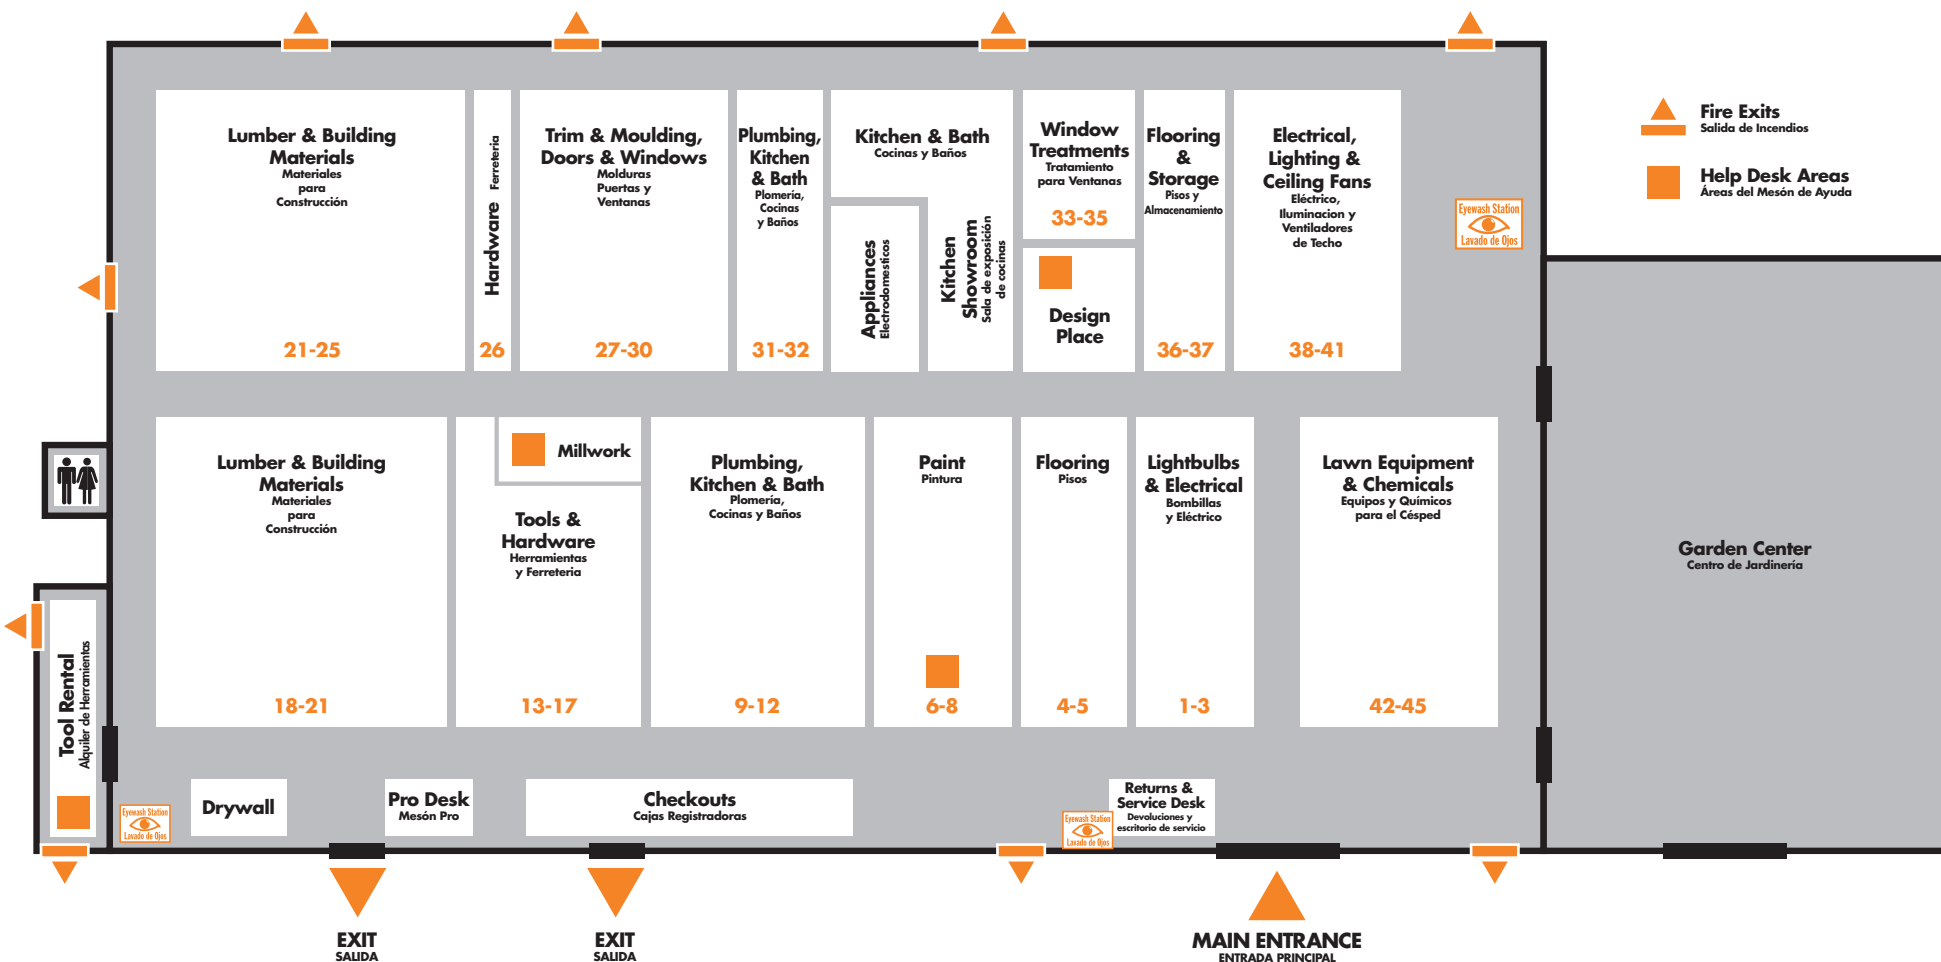 Lumber & Building
Materials
Materiales
para
Construcción
21-25
Hardware Ferreteria
26
Trim & Moulding,
Doors & Windows
Molduras
Puertas y
Ventanas
27-30
Plumbing,
Kitchen
& Bath
Plomería,
Cocinas
y Baños
31-32
Kitchen & Bath
Cocinas y Baños
Appliances
Electrodomesticos
Kitchen
Showroom
Sala de exposición
de cocinas
Window
Treatments
Tratamiento
para Ventanas
33-35
Design
Place
Flooring
&
Storage
Pisos y
Almacenamiento
36-37
Electrical,
Lighting &
Ceiling Fans
Eléctrico,
Iluminacion y
Ventiladores
de Techo
38-41
Eyewash Station
Lavado de Ojos
Fire Exits
Salida de Incendios
Help Desk Areas
Áreas del Mesón de Ayuda
Lumber & Building
Materials
Materiales
para
Construcción
18-21
Millwork
Tools &
Hardware
Herramientas
y Ferreteria
13-17
Plumbing,
Kitchen & Bath
Plomería,
Cocinas y Baños
9-12
Paint
Pintura
6-8
Flooring
Pisos
4-5
Lightbulbs
& Electrical
Bombillas
y Eléctrico
1-3
Lawn Equipment
& Chemicals
Equipos y Químicos
para el Césped
42-45
Garden Center
Centro de Jardinería
Tool Rental
Alquiler de Herramientas
Eyewash Station
Lavado de Ojos
Drywall
Pro Desk
Mesón Pro
Checkouts
Cajas Registradoras
Eyewash Station
Lavado de Ojos
Returns &
Service Desk
Devoluciones y
escritorio de servicio
EXIT
SALIDA
EXIT
SALIDA
MAIN ENTRANCE
ENTRADA PRINCIPAL